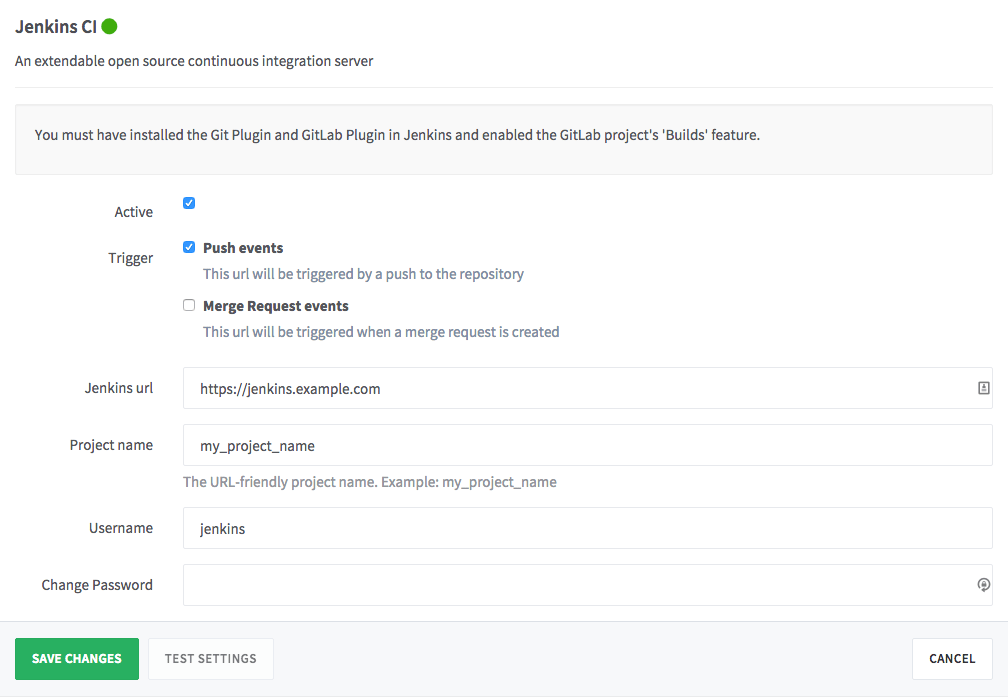 Jenkins CI
An extendable open source continuous integration server
You must have installed the Git Plugin and GitLab Plugin in Jenkins and enabled the GitLab project's 'Builds' feature.
Active
Trigger
Push events
This url will be triggered by a push to the repository
Merge Request events
This url will be triggered when a merge request is created
Jenkins url
https://jenkins.example.com
Project name
my_project_name
The URL-friendly project name. Example: my_project_name
Username
jenkins
Change Password
SAVE CHANGES
TEST SETTINGS
CANCEL